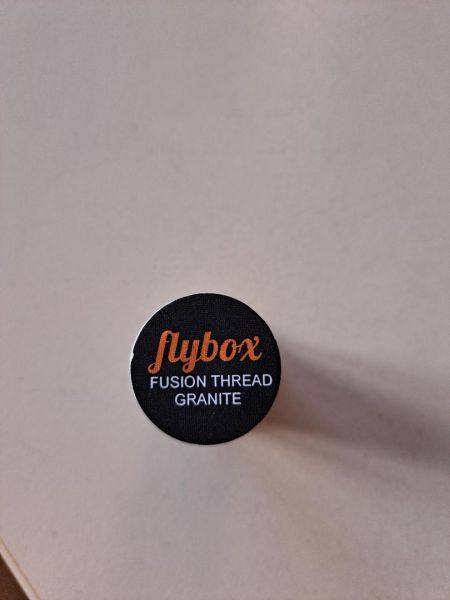 flybox
FUSION THREAD
GRANITE